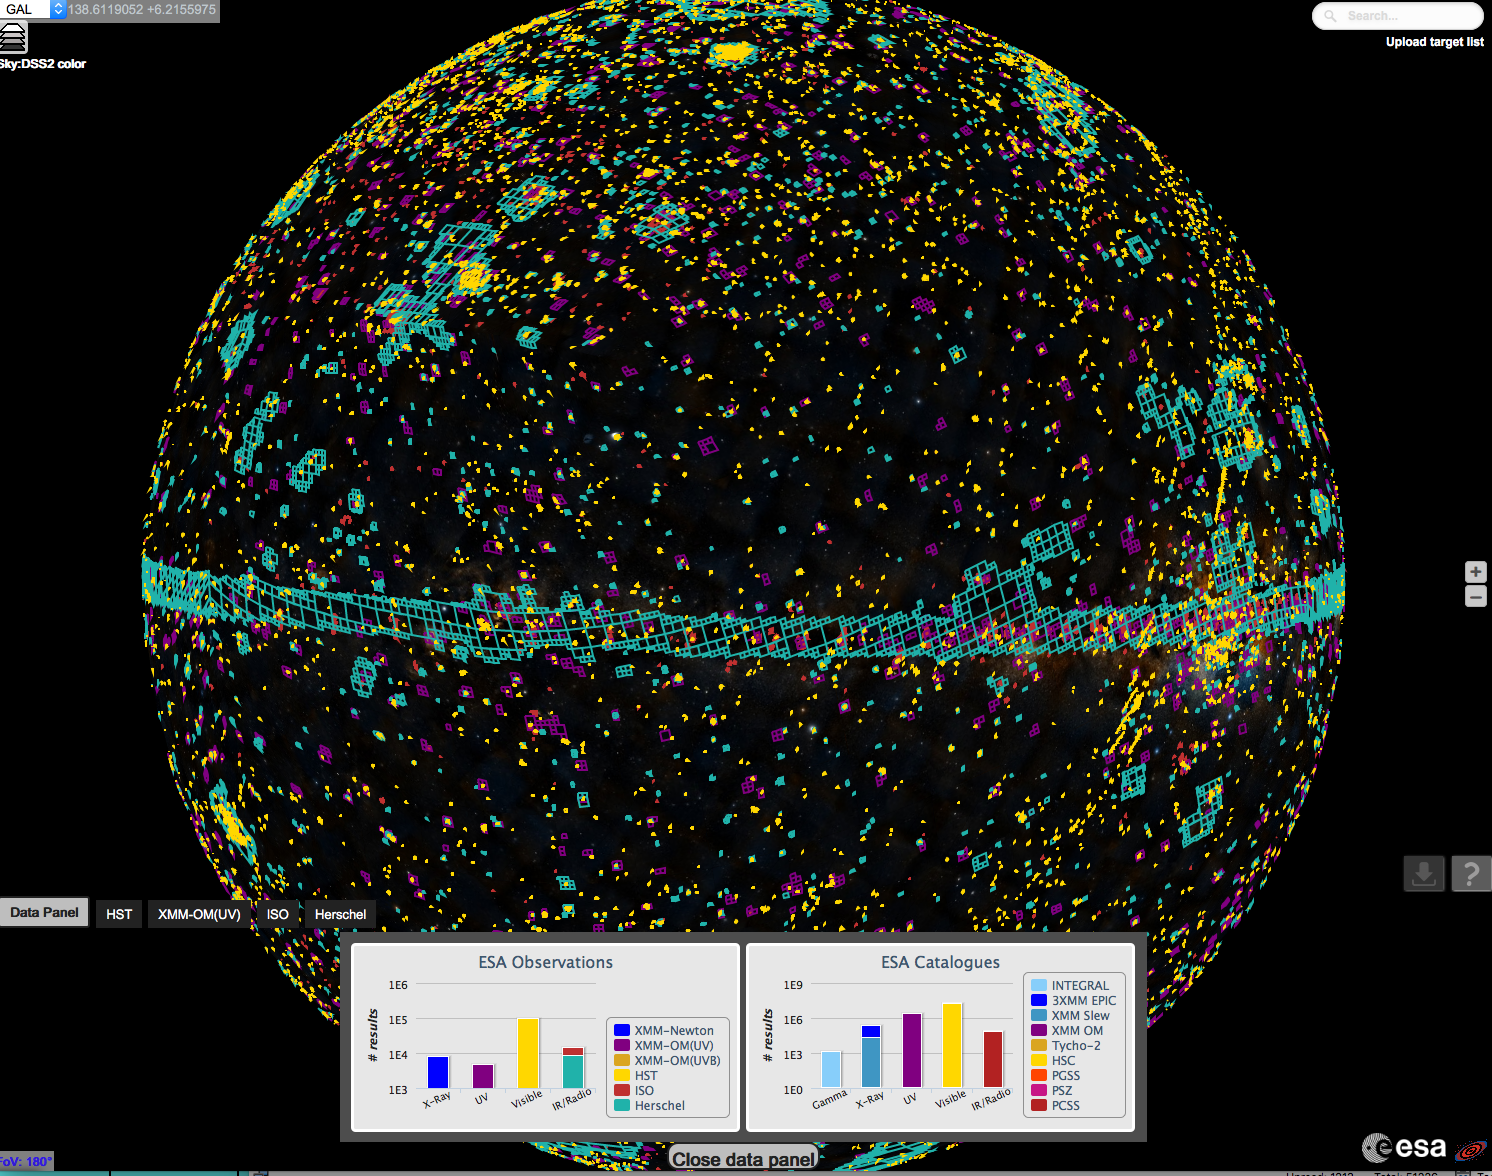 GAL
138.6119052 +6.2155975
Search...
Upload target list
Sky:DSS2 color
+
−
?
Data Panel
HST
XMM-OM(UV)
ISO
Herschel
ESA Observations
# results
1E6
1E5
1E4
1E3
X-Ray
UV
Visible
IR/Radio
XMM-Newton
XMM-OM(UV)
XMM-OM(UVB)
HST
ISO
Herschel
ESA Catalogues
# results
1E9
1E6
1E3
1E0
Gamma
X-Ray
UV
Visible
IR/Radio
INTEGRAL
3XMM EPIC
XMM Slew
XMM OM
Tycho-2
HSC
PGSS
PSZ
PCSS
Close data panel
FoV: 180°
esa